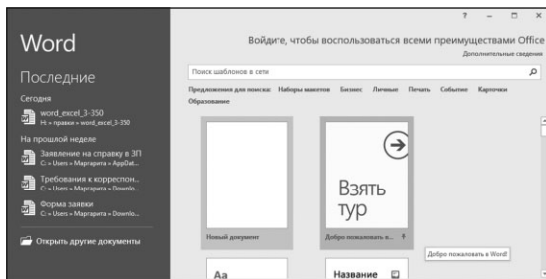 Word
Последние
Сегодня
word_excel_3-350
H: » правки » word_excel_3-350
На прошлой неделе
Заявление на справку в ЗП
C: » Users » Маргарита » AppDat...
Требования к корреспон...
C: » Users » Маргарита » Downlo...
Форма заявки
C: » Users » Маргарита » Downlo...
Открыть другие документы
?
Войдите, чтобы воспользоваться всеми преимуществами Office
Дополнительные сведения
Поиск шаблонов в сети
Предложения для поиска: Наборы макетов Бизнес Личные Печать Событие Карточки
Образование
Новый документ
Взять
тур
Добро пожаловать в...
Добро пожаловать в Word!
Aa
Название